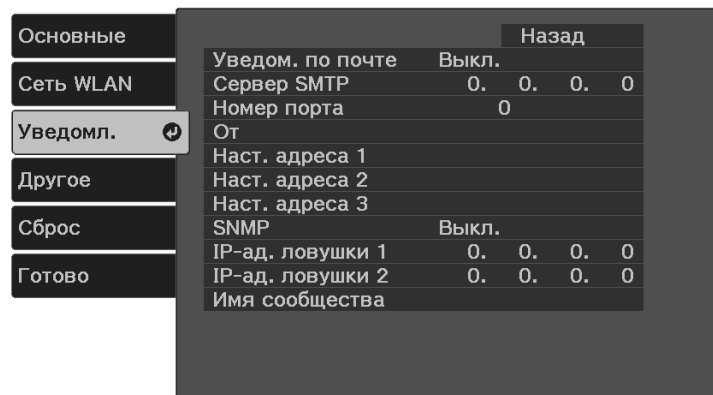 Основные
Сеть WLAN
Уведомл.
Другое
Сброс
Готово
Назад
Уведом. по почте Выкл.
Сервер SMTP 0. 0. 0. 0
Номер порта 0
От
Наст. адреса 1
Наст. адреса 2
Наст. адреса 3
SNMP Выкл.
IP-ад. ловушки 1 0. 0. 0. 0
IP-ад. ловушки 2 0. 0. 0. 0
Имя сообщества